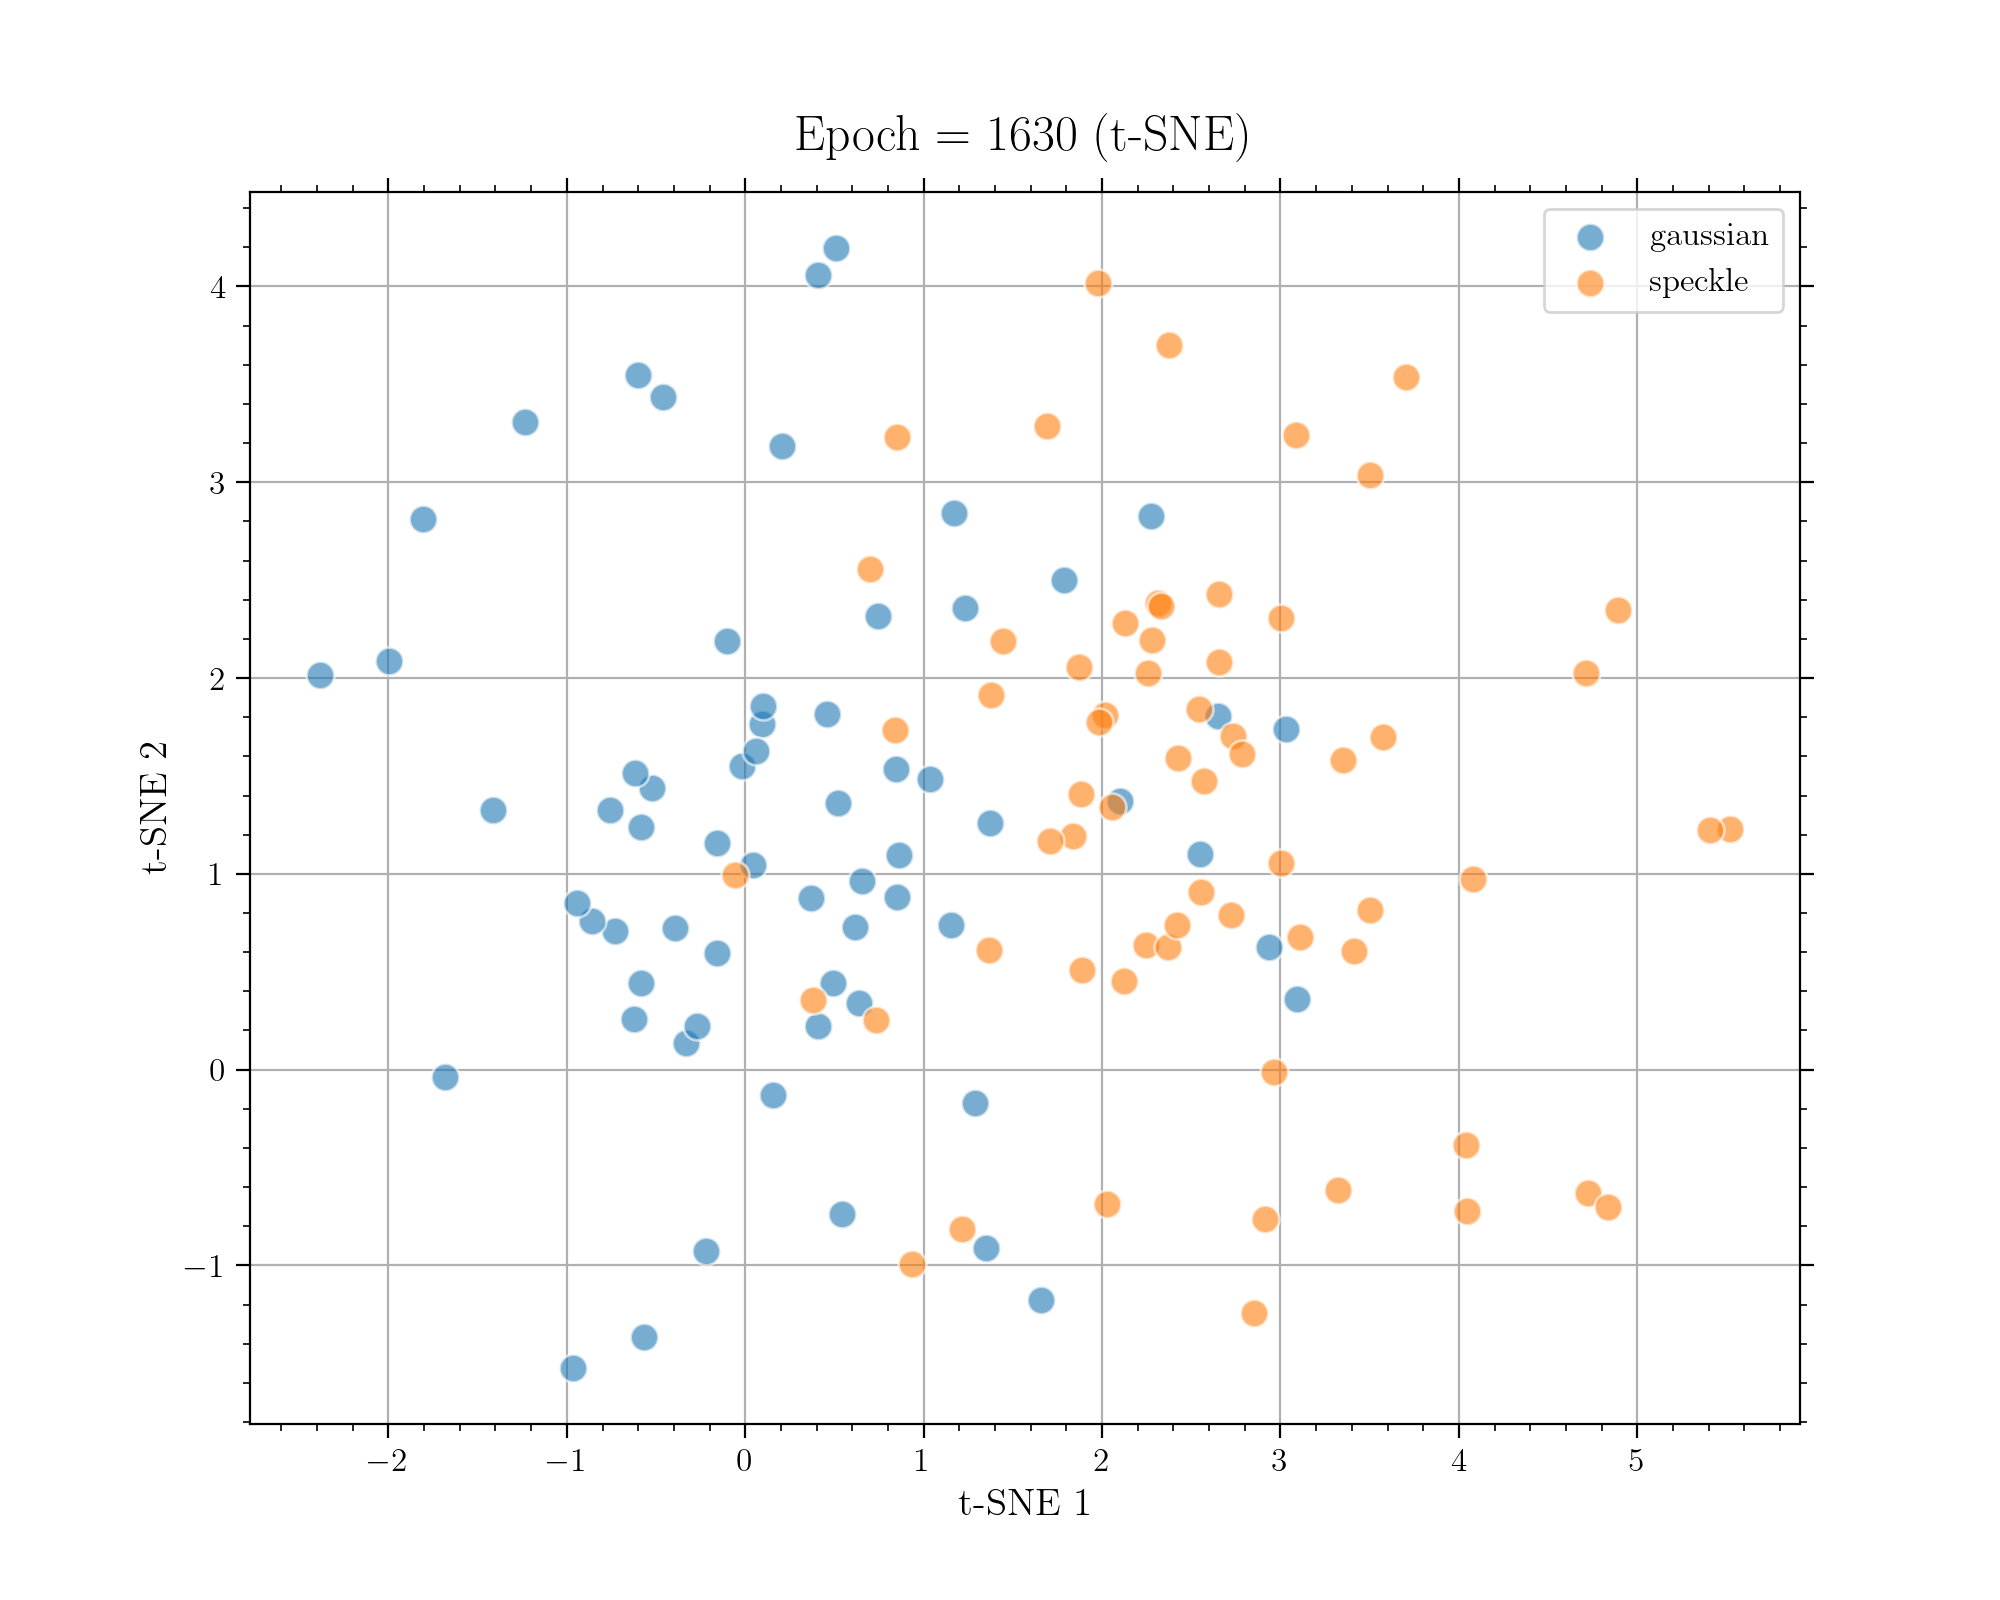 Epoch = 1630 (t-SNE)
gaussian
speckle
4
3
2
1
0
−1
t-SNE 2
−2 −1 0 1 2 3 4 5
t-SNE 1